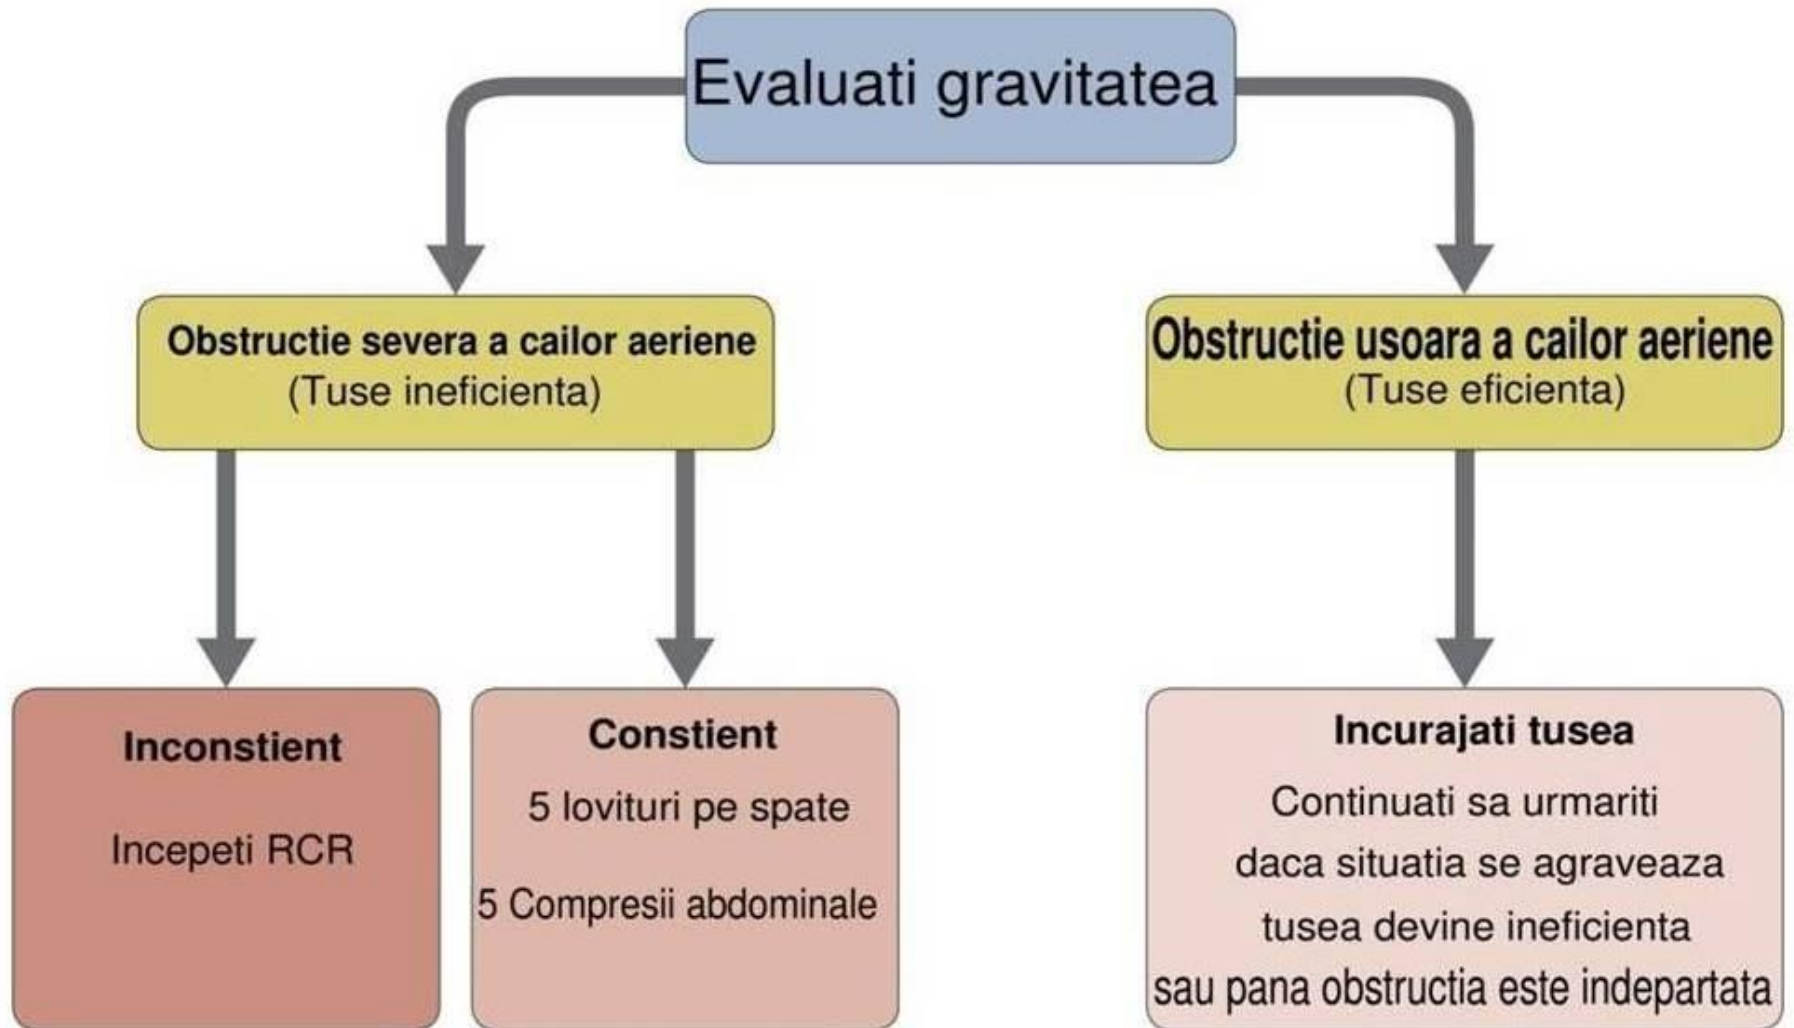 Evaluati gravitatea
Obstructie severa a cailor aeriene
(Tuse ineficienta)
Obstructie usoara a cailor aeriene
(Tuse eficienta)
Inconstient
Incepeti RCR
Constient
5 lovituri pe spate
5 Compresii abdominale
Incurajati tusea
Continuati sa urmariti
daca situatia se agraveaza
tusea devine ineficienta
sau pana obstructia este indepartata